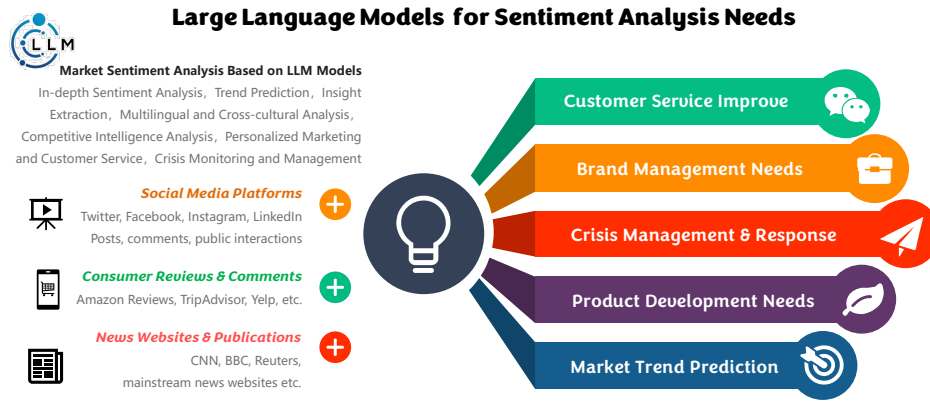 Large Language Models for Sentiment Analysis Needs
LLM
Market Sentiment Analysis Based on LLM Models
In-depth Sentiment Analysis, Trend Prediction, Insight
Extraction, Multilingual and Cross-cultural Analysis,
Competitive Intelligence Analysis, Personalized Marketing
and Customer Service, Crisis Monitoring and Management
Social Media Platforms
Twitter, Facebook, Instagram, LinkedIn
Posts, comments, public interactions
Consumer Reviews & Comments
Amazon Reviews, TripAdvisor, Yelp, etc.
News Websites & Publications
CNN, BBC, Reuters,
mainstream news websites etc.
Customer Service Improve
Brand Management Needs
Crisis Management & Response
Product Development Needs
Market Trend Prediction